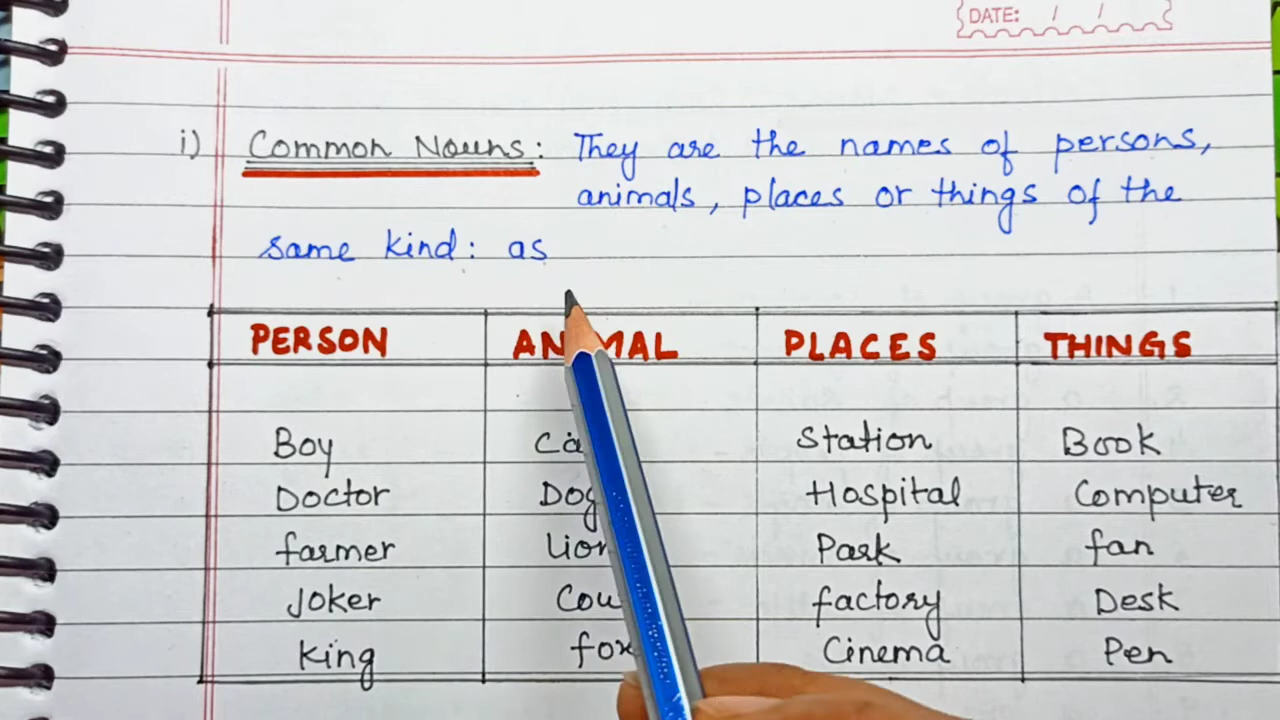 DATE: / /
i) Common Nouns: They are the names of persons,
animals, places or things of the
same kind: as
PERSON PLACES THINGS
Boy Station Book
Doctor Hospital Computer
farmer Park fan
Joker factory Desk
King fox Cinema Pen